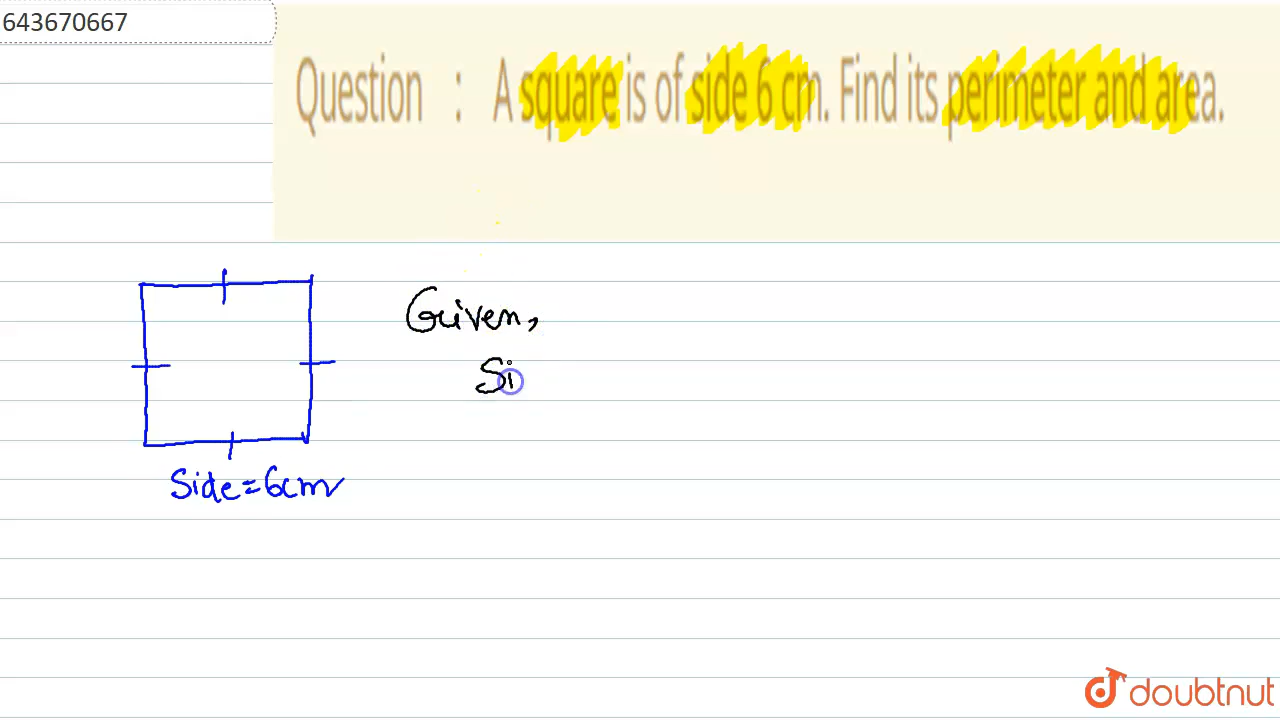 643670667
Question : A square is of side 6 cm. Find its perimeter and area.
Given,
Si
Side=6cm
doubtnut